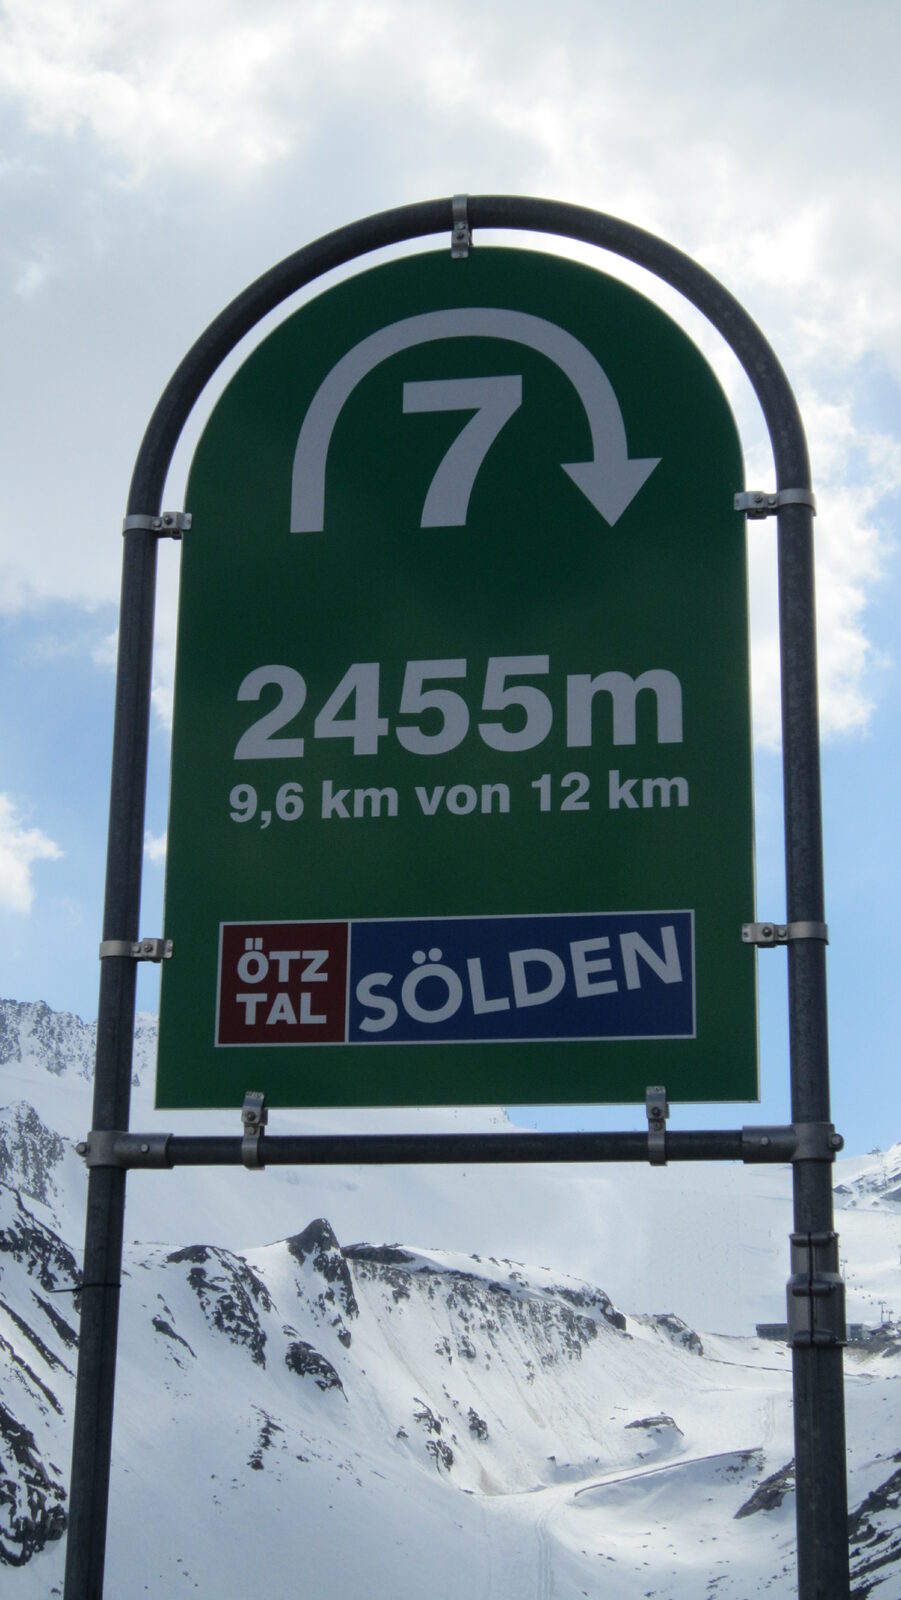 7
2455m
9,6 km von 12 km
ÖTZ
TAL
SÖLDEN